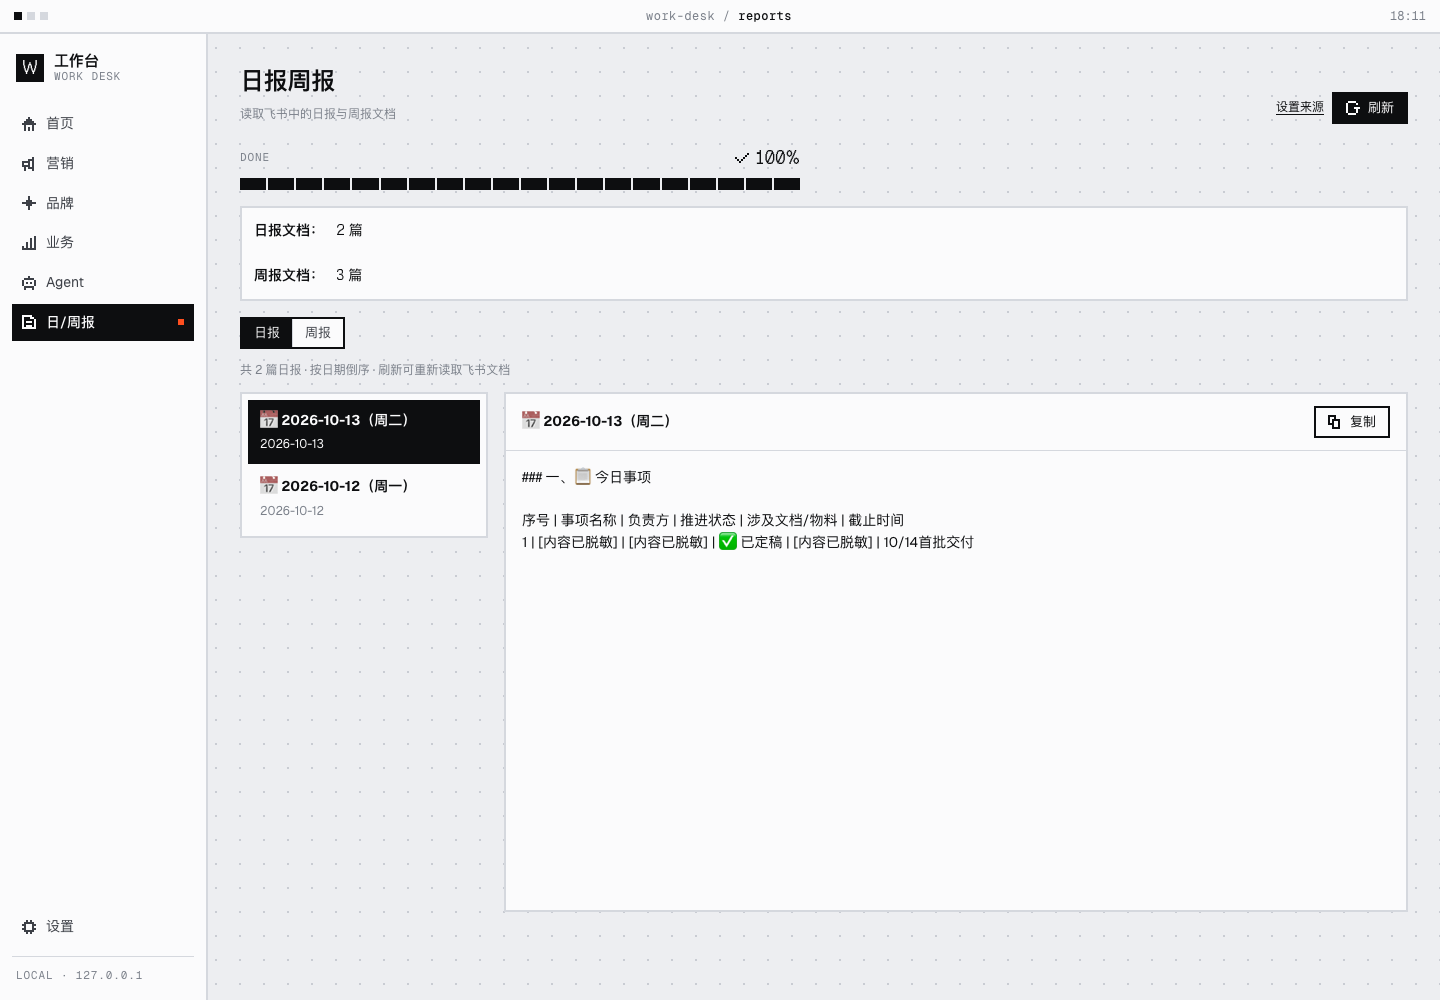 work-desk / reports
18:11
W
工作台
WORK DESK
首页
营销
品牌
业务
Agent
日/周报
设置
LOCAL · 127.0.0.1
日报周报
读取飞书中的日报与周报文档
设置来源
刷新
DONE
100%
日报文档： 2 篇
周报文档： 3 篇
日报 周报
共 2 篇日报 · 按日期倒序 · 刷新可重新读取飞书文档
📅 2026-10-13（周二）
2026-10-13
📅 2026-10-12（周一）
2026-10-12
📅 2026-10-13（周二）
复制
### 一、📋 今日事项
序号 | 事项名称 | 负责方 | 推进状态 | 涉及文档/物料 | 截止时间
1 | [内容已脱敏] | [内容已脱敏] | ✅ 已定稿 | [内容已脱敏] | 10/14首批交付